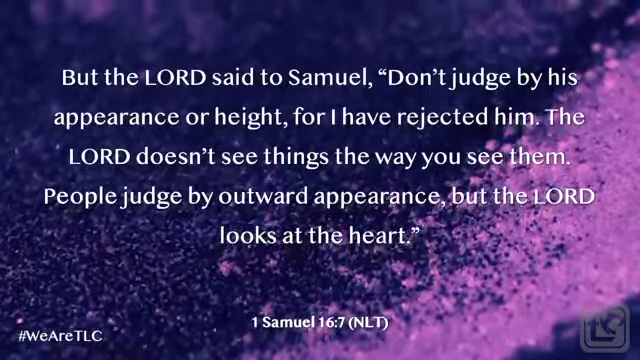 But the LORD said to Samuel, “Don’t judge by his
appearance or height, for I have rejected him. The
LORD doesn’t see things the way you see them.
People judge by outward appearance, but the LORD
looks at the heart.”
1 Samuel 16:7 (NLT)
#WeAreTLC